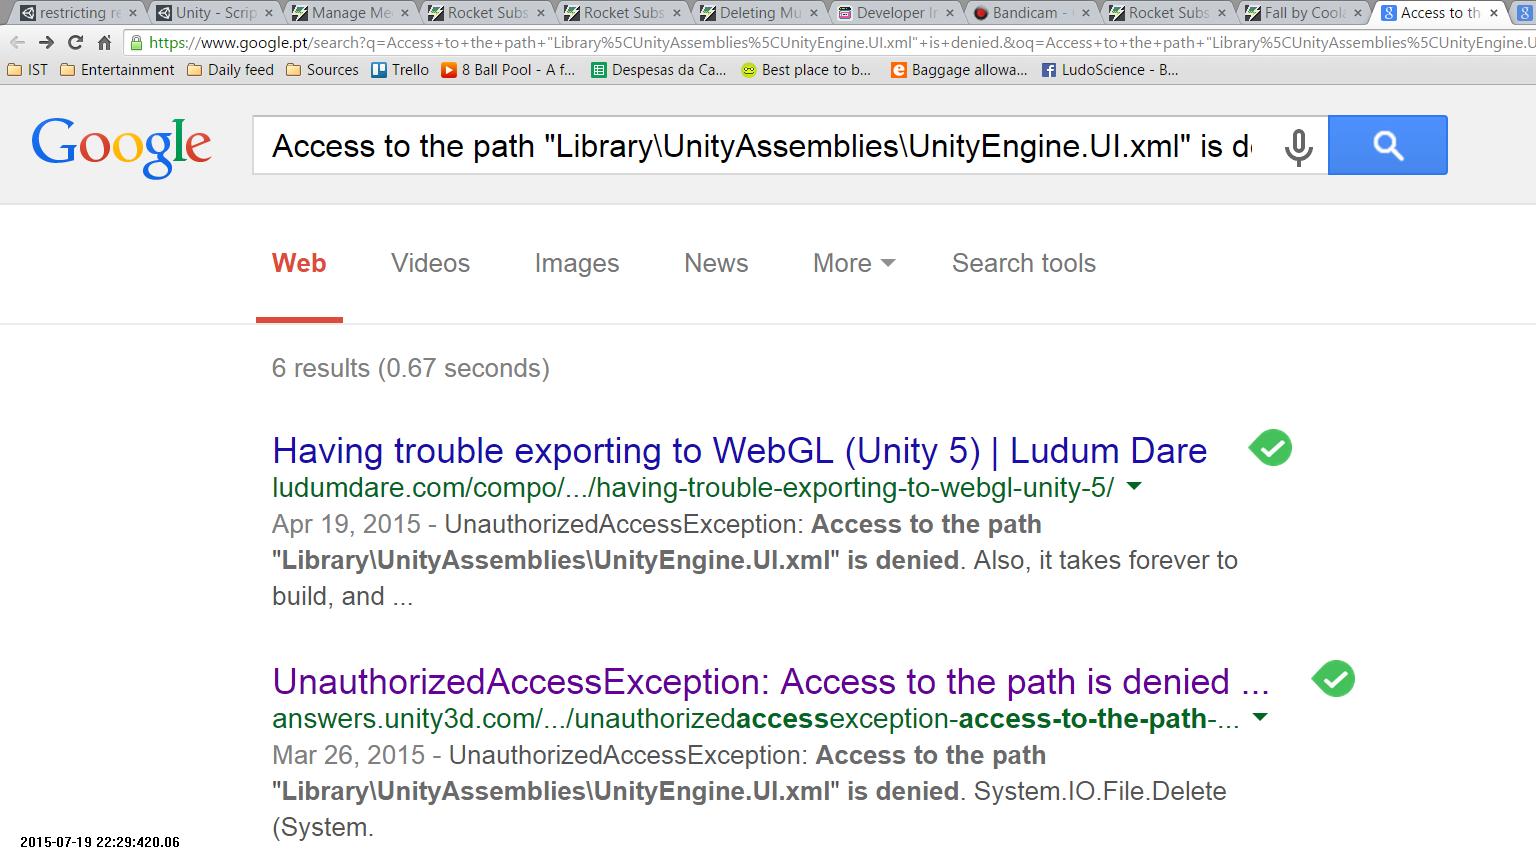 restricting re
Unity - Scrip
Manage Me
Rocket Subs
Rocket Subs
Deleting Mu
Developer In
Bandicam -
Rocket Subs
Fall by Coola
Access to th
https://www.google.pt/search?q=Access+to+the+path+"Library%5CUnityAssemblies%5CUnityEngine.UI.xml"+is+denied.&oq=Access+to+the+path+"Library%5CUnityAssemblies%5CUnityEngine.U
IST Entertainment Daily feed Sources Trello 8 Ball Pool - A f... Despesas da Ca... Best place to b... Baggage allowa... LudoScience - B...
Google
Access to the path "Library\UnityAssemblies\UnityEngine.UI.xml" is de
Web Videos Images News More Search tools
6 results (0.67 seconds)
Having trouble exporting to WebGL (Unity 5) | Ludum Dare
ludumdare.com/compo/.../having-trouble-exporting-to-webgl-unity-5/
Apr 19, 2015 - UnauthorizedAccessException: Access to the path
"Library\UnityAssemblies\UnityEngine.UI.xml" is denied. Also, it takes forever to
build, and ...
UnauthorizedAccessException: Access to the path is denied ...
answers.unity3d.com/.../unauthorizedaccessexception-access-to-the-path-...
Mar 26, 2015 - UnauthorizedAccessException: Access to the path
"Library\UnityAssemblies\UnityEngine.UI.xml" is denied. System.IO.File.Delete
(System.
2015-07-19 22:29:420.06